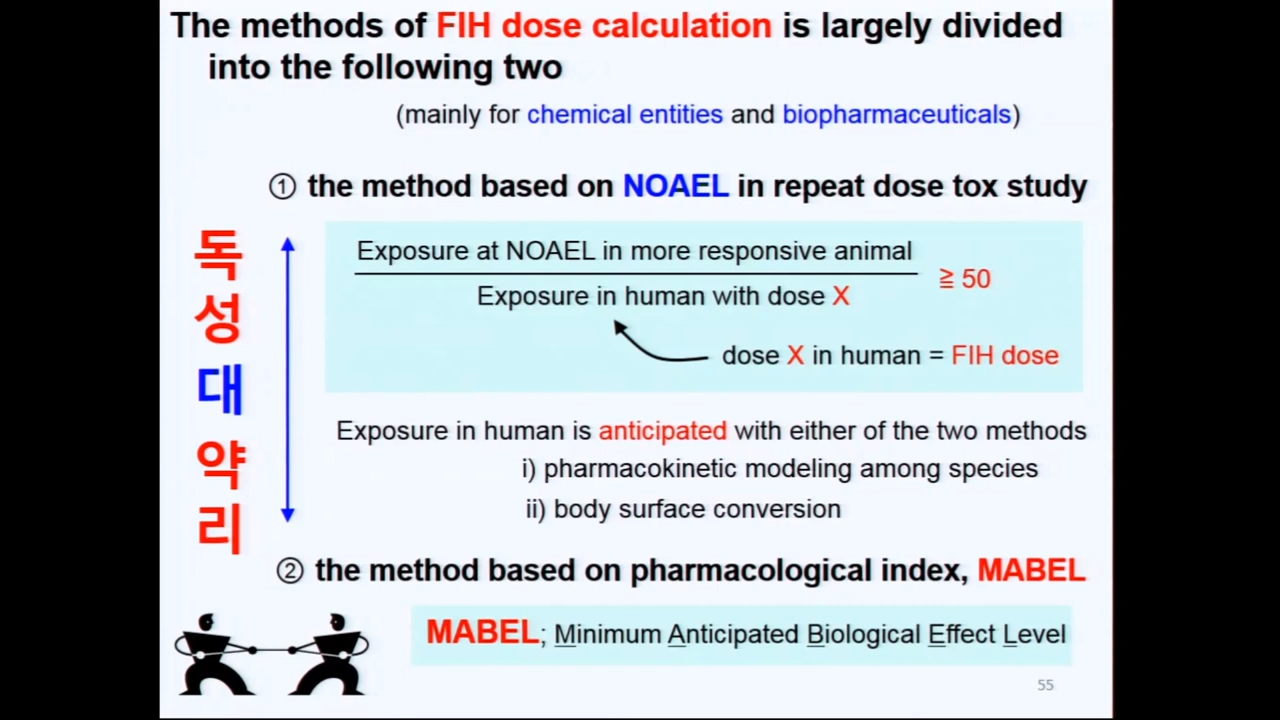 The methods of FIH dose calculation is largely divided
into the following two
(mainly for chemical entities and biopharmaceuticals)
① the method based on NOAEL in repeat dose tox study
독
성
대
약
리
Exposure at NOAEL in more responsive animal
Exposure in human with dose X
≧ 50
dose X in human = FIH dose
Exposure in human is anticipated with either of the two methods
i) pharmacokinetic modeling among species
ii) body surface conversion
② the method based on pharmacological index, MABEL
MABEL; Minimum Anticipated Biological Effect Level
55